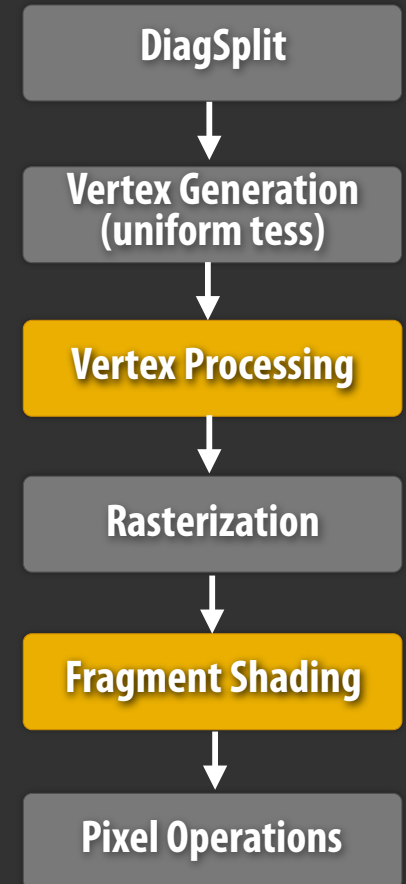 DiagSplit
Vertex Generation
(uniform tess)
Vertex Processing
Rasterization
Fragment Shading
Pixel Operations